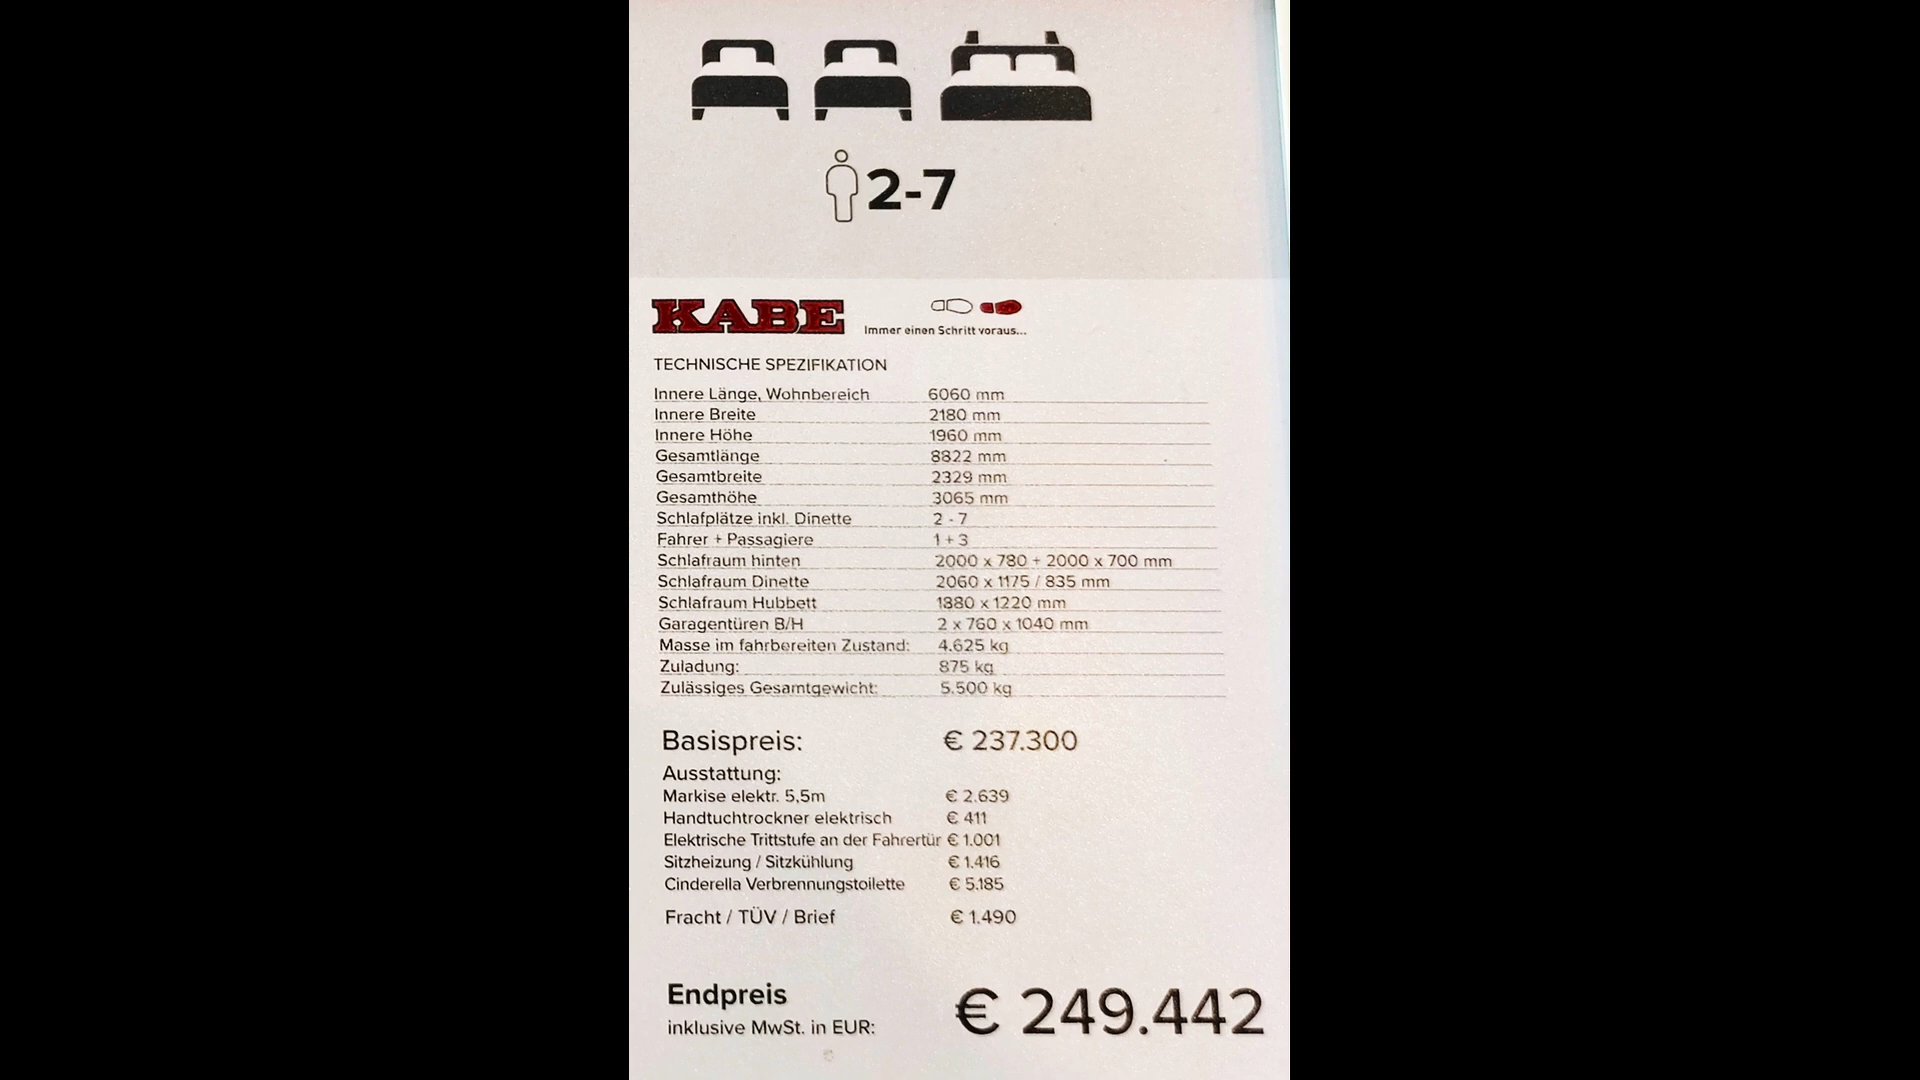 2-7
KABE
Immer einen Schritt voraus...
TECHNISCHE SPEZIFIKATION
Innere Länge, Wohnbereich 6060 mm
Innere Breite 2180 mm
Innere Höhe 1960 mm
Gesamtlänge 8822 mm
Gesamtbreite 2329 mm
Gesamthöhe 3065 mm
Schlafplätze inkl. Dinette 2 - 7
Fahrer + Passagiere 1 + 3
Schlafraum hinten 2000 x 780 + 2000 x 700 mm
Schlafraum Dinette 2060 x 1175 / 835 mm
Schlafraum Hubbett 1880 x 1220 mm
Garagentüren B/H 2 x 760 x 1040 mm
Masse im fahrbereiten Zustand: 4.625 kg
Zuladung: 875 kg
Zulässiges Gesamtgewicht: 5.500 kg
Basispreis: € 237.300
Ausstattung:
Markise elektr. 5,5m € 2.639
Handtuchtrockner elektrisch € 411
Elektrische Trittstufe an der Fahrertür € 1.001
Sitzheizung / Sitzkühlung € 1.416
Cinderella Verbrennungstoilette € 5.185
Fracht / TÜV / Brief € 1.490
Endpreis
inklusive MwSt. in EUR: € 249.442